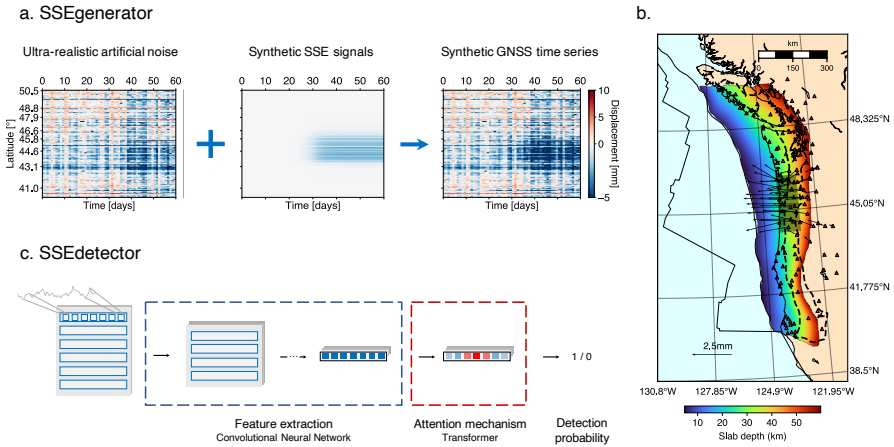 a. SSEgenerator
b.
Ultra-realistic artificial noise
Synthetic SSE signals
Synthetic GNSS time series
0 10 20 30 40 50 60
0 10 20 30 40 50 60
0 10 20 30 40 50 60
50.5
48.8
47.9
46.6
45.8
44.6
43.1
41.0
Latitude [°]
Time [days]
Time [days]
Time [days]
10
5
0
−5
Displacement [mm]
km
0 150 300
48,325°N
45,05°N
41,775°N
38.5°N
2,5mm
130.8°W 127.85°W 124.9°W 121.95°W
10 20 30 40 50
Slab depth (km)
c. SSEdetector
1 / 0
Feature extraction
Convolutional Neural Network
Attention mechanism
Transformer
Detection
probability